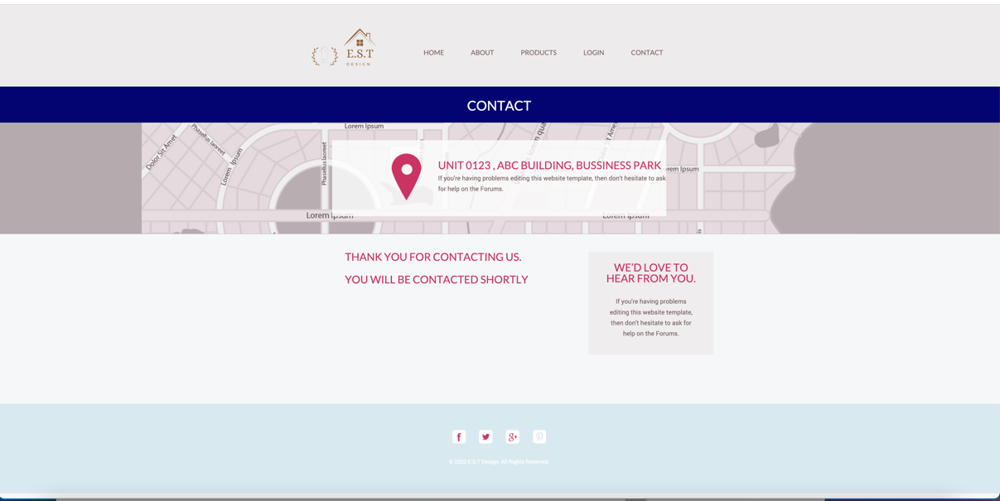 E.S.T
DESIGN
HOME ABOUT PRODUCTS LOGIN CONTACT
CONTACT
Lorem Ipsum
Phasellus laoreet
Dolor Sit Amet
Lorem Ipsum
Phasellus laoreet
UNIT 0123 , ABC BUILDING, BUSSINESS PARK
If you're having problems editing this website template, then don't hesitate to ask
for help on the Forums.
Lorem Ipsum
Lorem Ipsum
THANK YOU FOR CONTACTING US.
YOU WILL BE CONTACTED SHORTLY
WE'D LOVE TO
HEAR FROM YOU.
If you're having problems
editing this website template,
then don't hesitate to ask for
help on the Forums.
© 2022 E.S.T Design. All Rights Reserved.